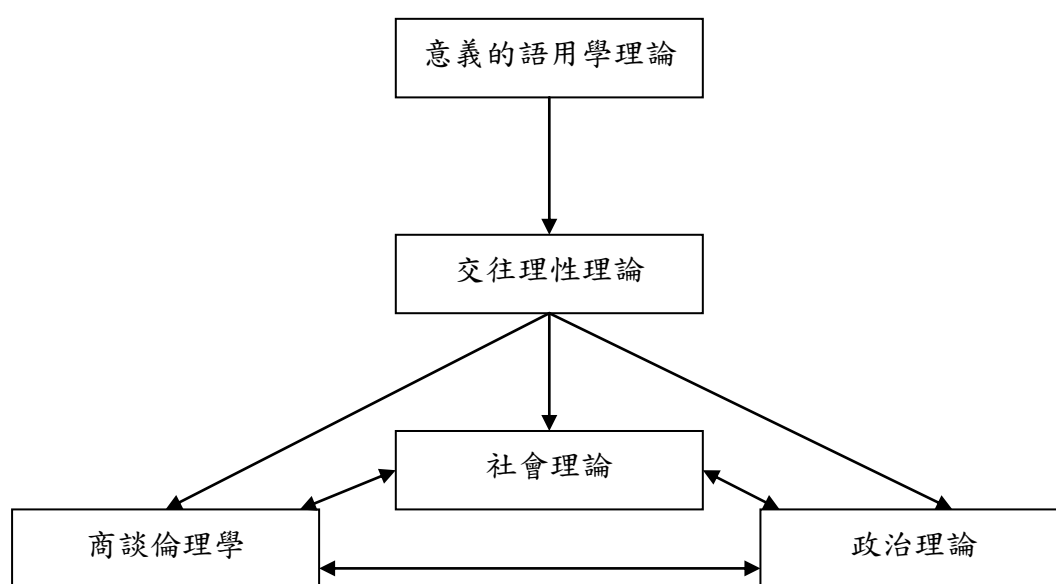 意義的語用學理論
交往理性理論
社會理論
商談倫理學
政治理論